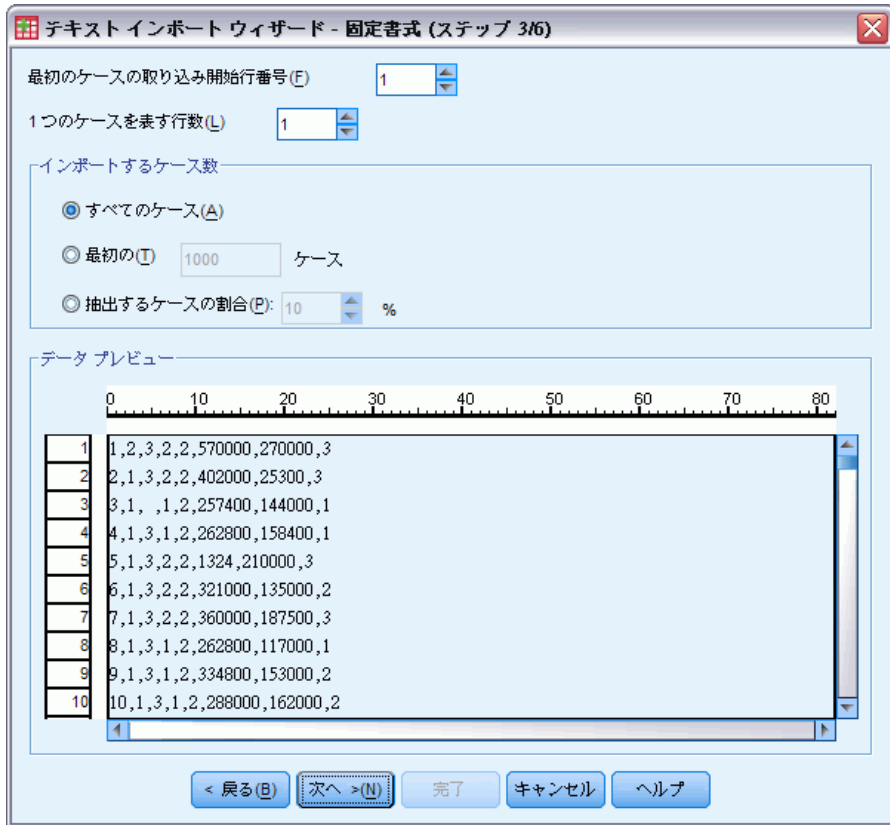 テキスト インポート ウィザード - 固定書式 (ステップ 3/6)
最初のケースの取り込み開始行番号(F) 1
1つのケースを表す行数(L) 1
インポートするケース数
すべてのケース(A)
最初の(T) 1000 ケース
抽出するケースの割合(P): 10 %
データ プレビュー
0 10 20 30 40 50 60 70 80
1 1,2,3,2,2,570000,270000,3
2 2,1,3,2,2,402000,25300,3
3 3,1, ,1,2,257400,144000,1
4 4,1,3,1,2,262800,158400,1
5 5,1,3,2,2,1324,210000,3
6 6,1,3,2,2,321000,135000,2
7 7,1,3,2,2,360000,187500,3
8 8,1,3,1,2,262800,117000,1
9 9,1,3,1,2,334800,153000,2
10 10,1,3,1,2,288000,162000,2
< 戻る(B) 次へ >(N) 完了 キャンセル ヘルプ